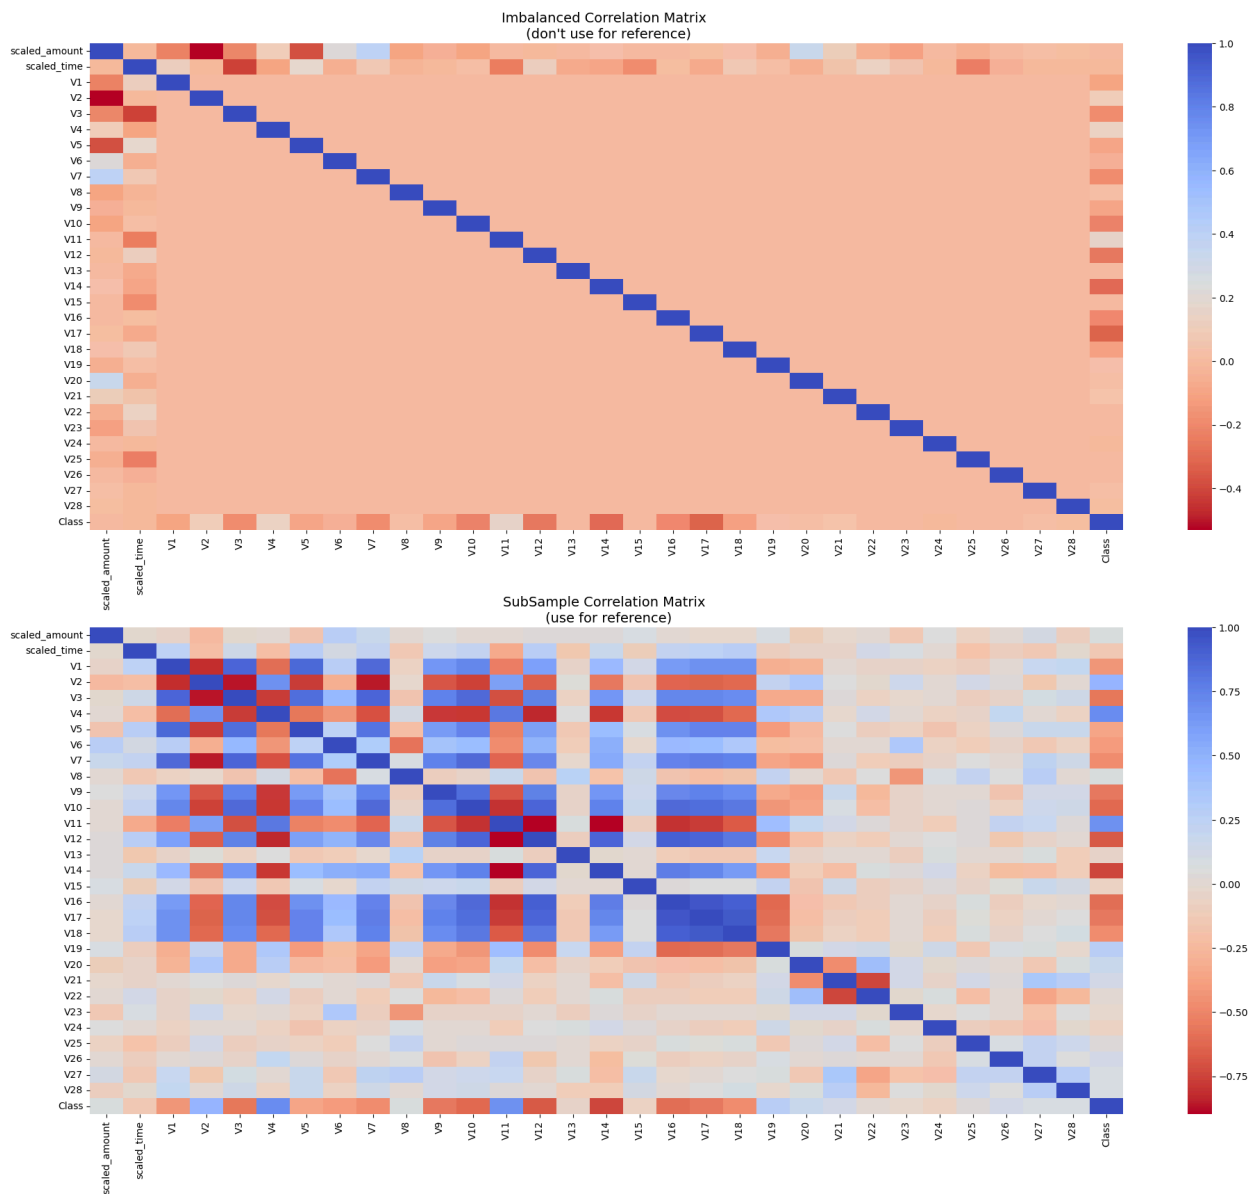 Imbalanced Correlation Matrix
(don't use for reference)
scaled_amount
scaled_time
V1
V2
V3
V4
V5
V6
V7
V8
V9
V10
V11
V12
V13
V14
V15
V16
V17
V18
V19
V20
V21
V22
V23
V24
V25
V26
V27
V28
Class
scaled_amount
scaled_time
V1
V2
V3
V4
V5
V6
V7
V8
V9
V10
V11
V12
V13
V14
V15
V16
V17
V18
V19
V20
V21
V22
V23
V24
V25
V26
V27
V28
Class
1.0
0.8
0.6
0.4
0.2
0.0
−0.2
−0.4
SubSample Correlation Matrix
(use for reference)
scaled_amount
scaled_time
V1
V2
V3
V4
V5
V6
V7
V8
V9
V10
V11
V12
V13
V14
V15
V16
V17
V18
V19
V20
V21
V22
V23
V24
V25
V26
V27
V28
Class
scaled_amount
scaled_time
V1
V2
V3
V4
V5
V6
V7
V8
V9
V10
V11
V12
V13
V14
V15
V16
V17
V18
V19
V20
V21
V22
V23
V24
V25
V26
V27
V28
Class
1.00
0.75
0.50
0.25
0.00
−0.25
−0.50
−0.75